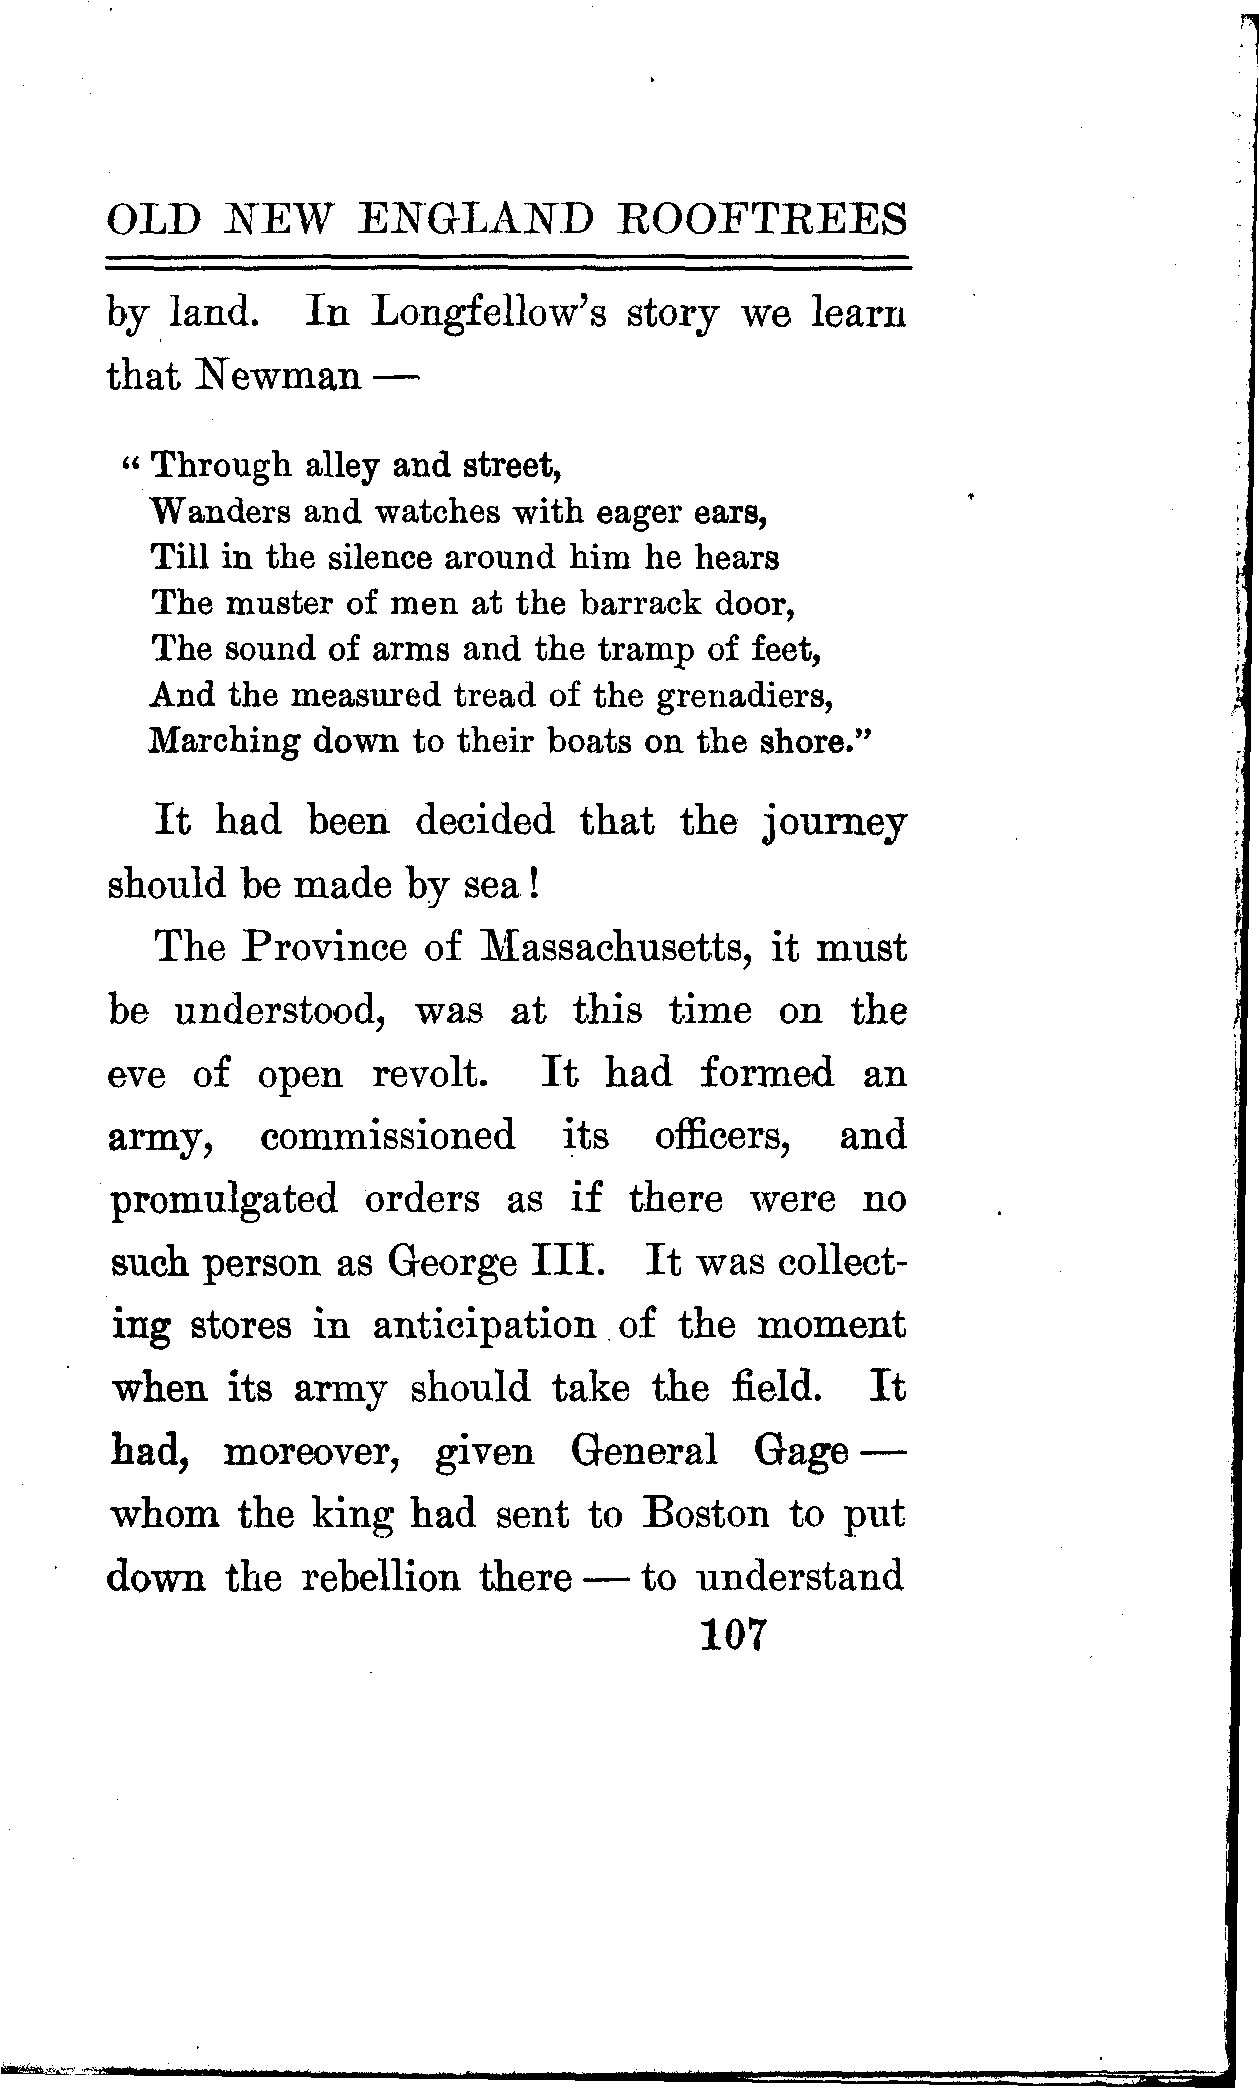 OLD NEW ENGLAND ROOFTREES
by land. In Longfellow's story we learn
that Newman —
" Through alley and street,
Wanders and watches with eager ears,
Till in the silence around him he hears
The muster of men at the barrack door,
The sound of arms and the tramp of feet,
And the measured tread of the grenadiers,
Marching down to their boats on the shore."
It had been decided that the journey
should be made by sea !
The Province of Massachusetts, it must
be understood, was at this time on the
eve of open revolt. It had formed an
army, commissioned its officers, and
promulgated orders as if there were no
such person as George III. It was collect-
ing stores in anticipation of the moment
when its army should take the field. It
had, moreover, given General Gage —
whom the king had sent to Boston to put
down the rebellion there — to understand
107